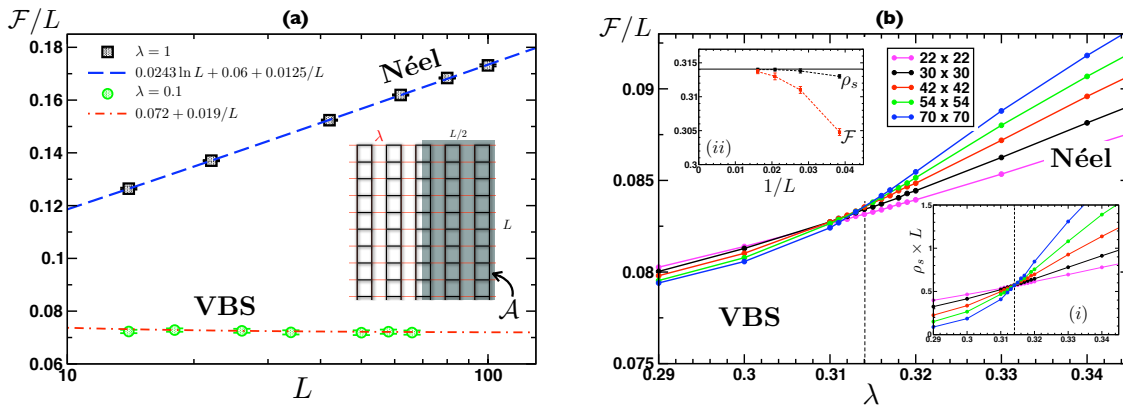 (a)
F/L
0.18
0.16
0.14
0.12
0.1
0.08
0.06
10
L
100
λ = 1
0.0243 ln L + 0.06 + 0.0125/L
λ = 0.1
0.072 + 0.019/L
Néel
VBS
λ
L/2
L
A
(b)
F/L
0.09
0.085
0.08
0.075
0.29
0.3
0.31
0.32
0.33
0.34
λ
22 x 22
30 x 30
42 x 42
54 x 54
70 x 70
Néel
VBS
0.315
0.31
0.305
0.3
0
0.01
0.02
0.03
0.04
1/L
ρs
F
(ii)
ρs × L
1.5
1
0.5
0
0.29
0.3
0.31
0.32
0.33
0.34
(i)